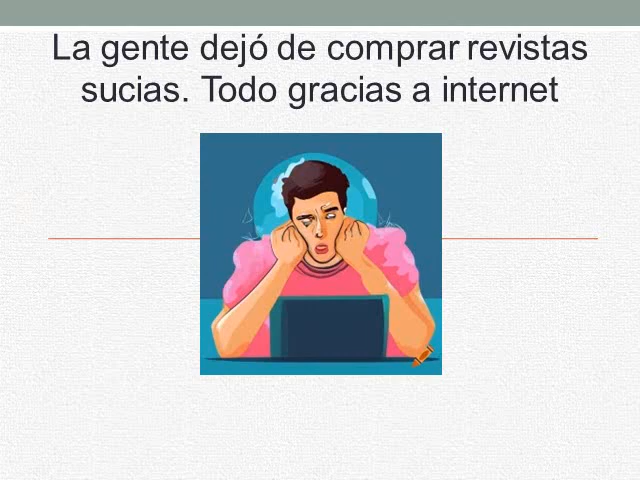 La gente dejó de comprar revistas
sucias. Todo gracias a internet